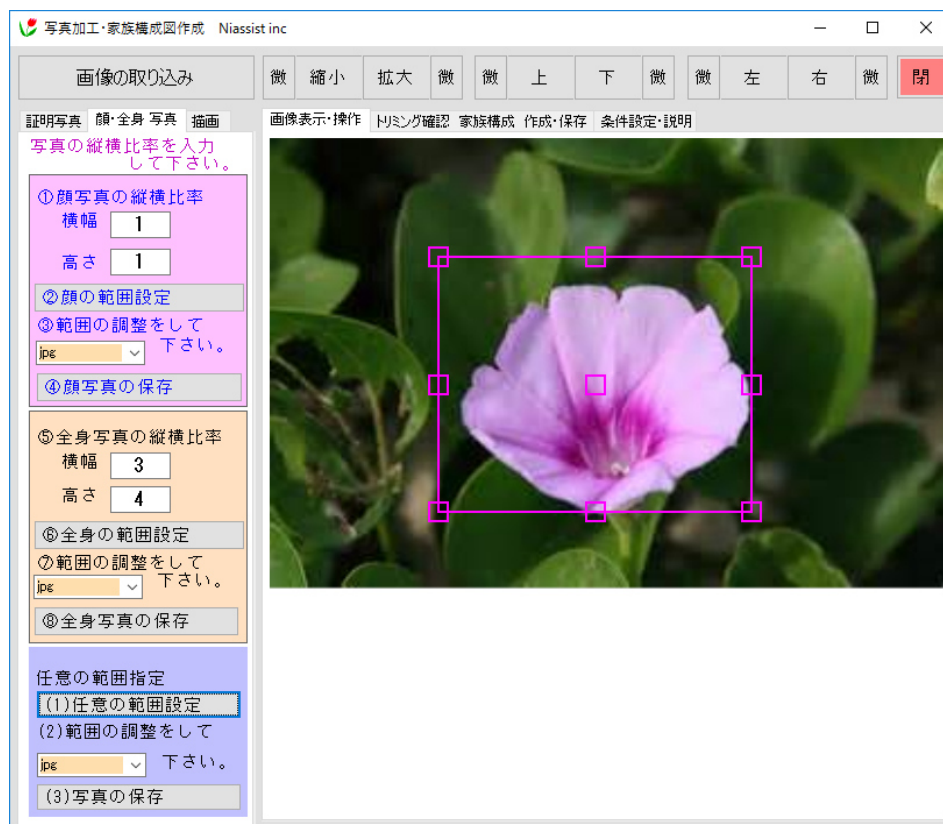 写真加工・家族構成図作成 Niassist inc
画像の取り込み 微 縮小 拡大 微 微 上 下 微 微 左 右 微 閉
証明写真 顔・全身 写真 描画 画像表示・操作 トリミング確認 家族構成 作成・保存 条件設定・説明
写真の縦横比率を入力
して下さい。
①顔写真の縦横比率
横幅 1
高さ 1
②顔の範囲設定
③範囲の調整をして
下さい。
jpg
④顔写真の保存
⑤全身写真の縦横比率
横幅 3
高さ 4
⑥全身の範囲設定
⑦範囲の調整をして
下さい。
jpg
⑧全身写真の保存
任意の範囲指定
(1)任意の範囲設定
(2)範囲の調整をして
jpg 下さい。
(3)写真の保存